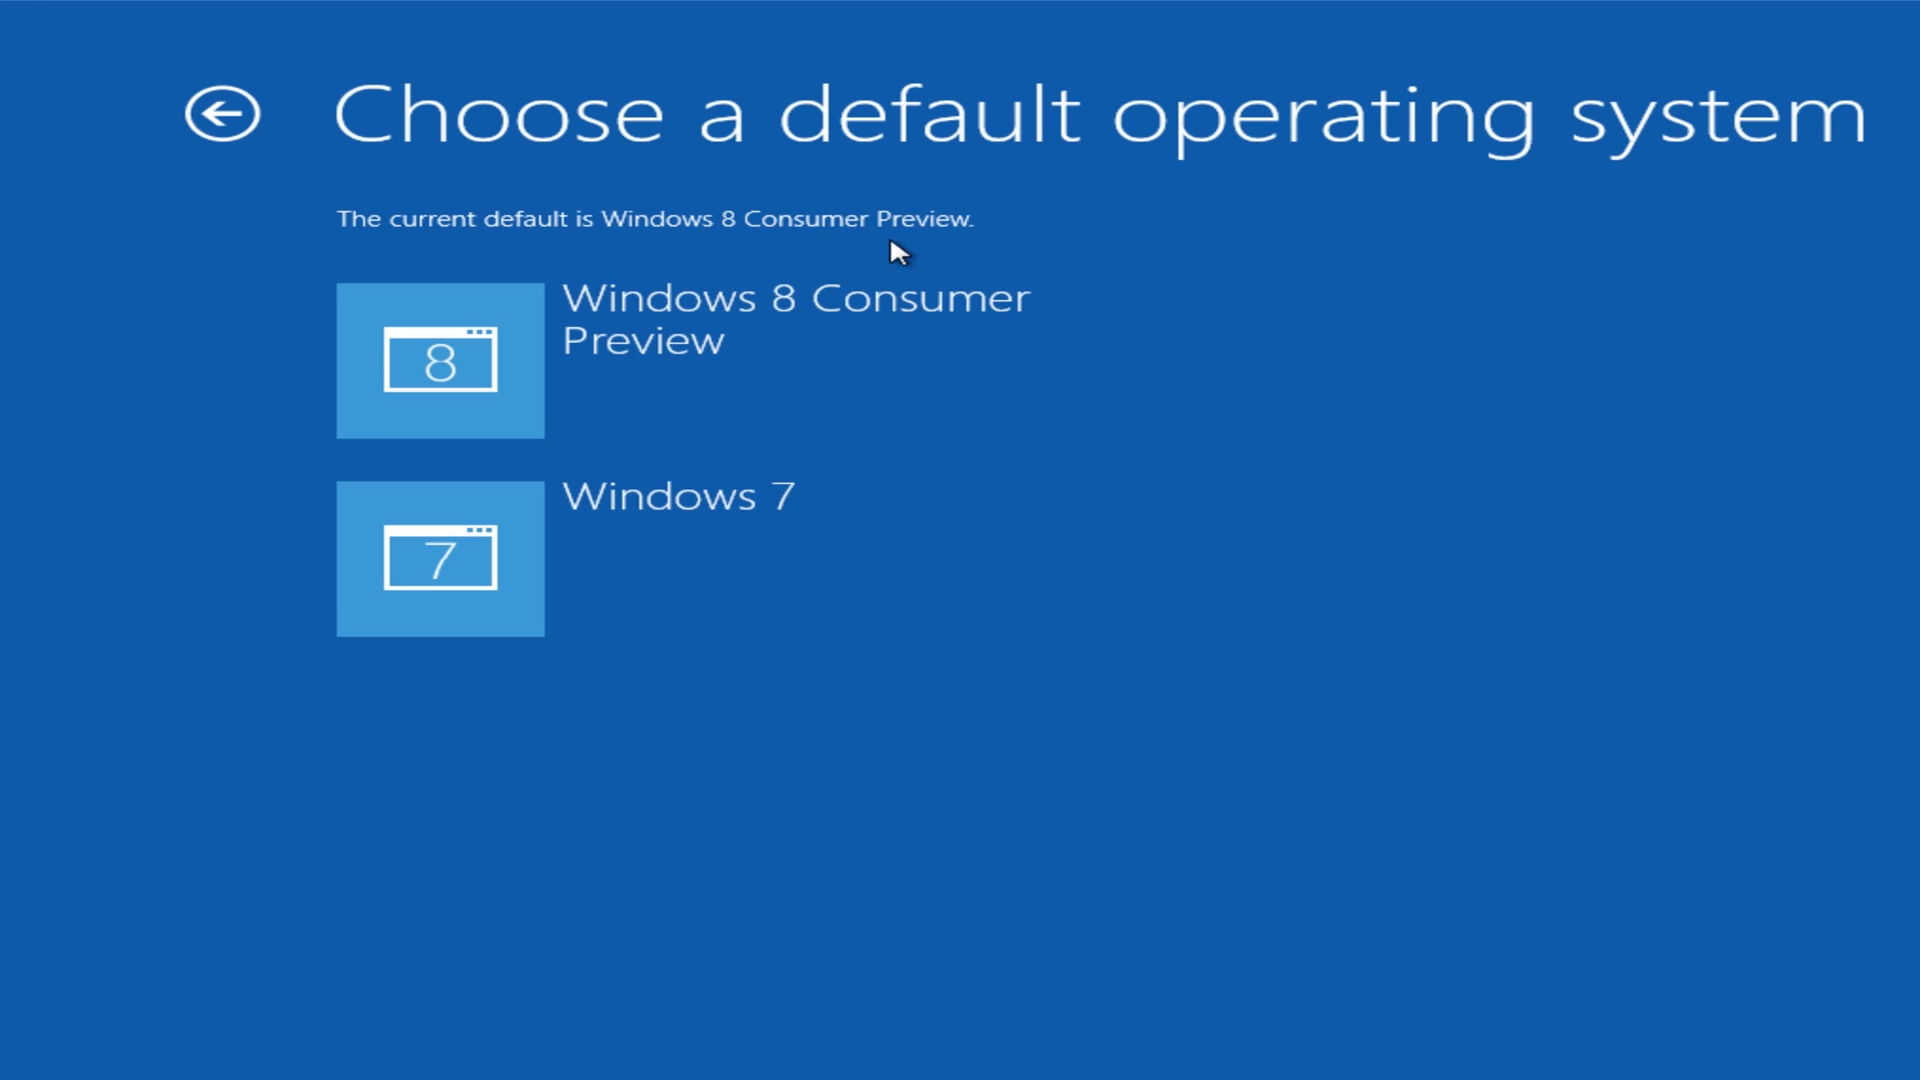 Choose a default operating system
The current default is Windows 8 Consumer Preview.
8
Windows 8 Consumer
Preview
7
Windows 7